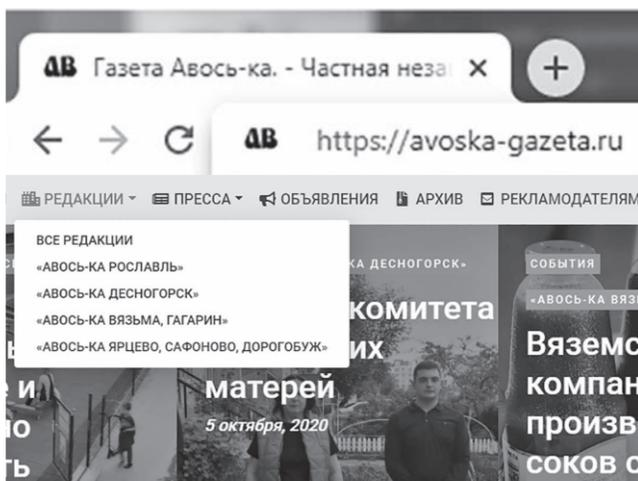 АВ Газета Авось-ка. - Частная неза
АВ https://avoska-gazeta.ru
РЕДАКЦИИ ПРЕССА ОБЪЯВЛЕНИЯ АРХИВ РЕКЛАМОДАТЕЛЯМ
ВСЕ РЕДАКЦИИ
«АВОСЬ-КА РОСЛАВЛЬ»
«АВОСЬ-КА ДЕСНОГОРСК»
«АВОСЬ-КА ВЯЗЬМА, ГАГАРИН»
«АВОСЬ-КА ЯРЦЕВО, САФОНОВО, ДОРОГОБУЖ»
и
но
ть
КА ДЕСНОГОРСК»
комитета
их
матерей
5 октября, 2020
СОБЫТИЯ
«АВОСЬ-КА ВЯЗ
Вяземс
компан
произв
соков с